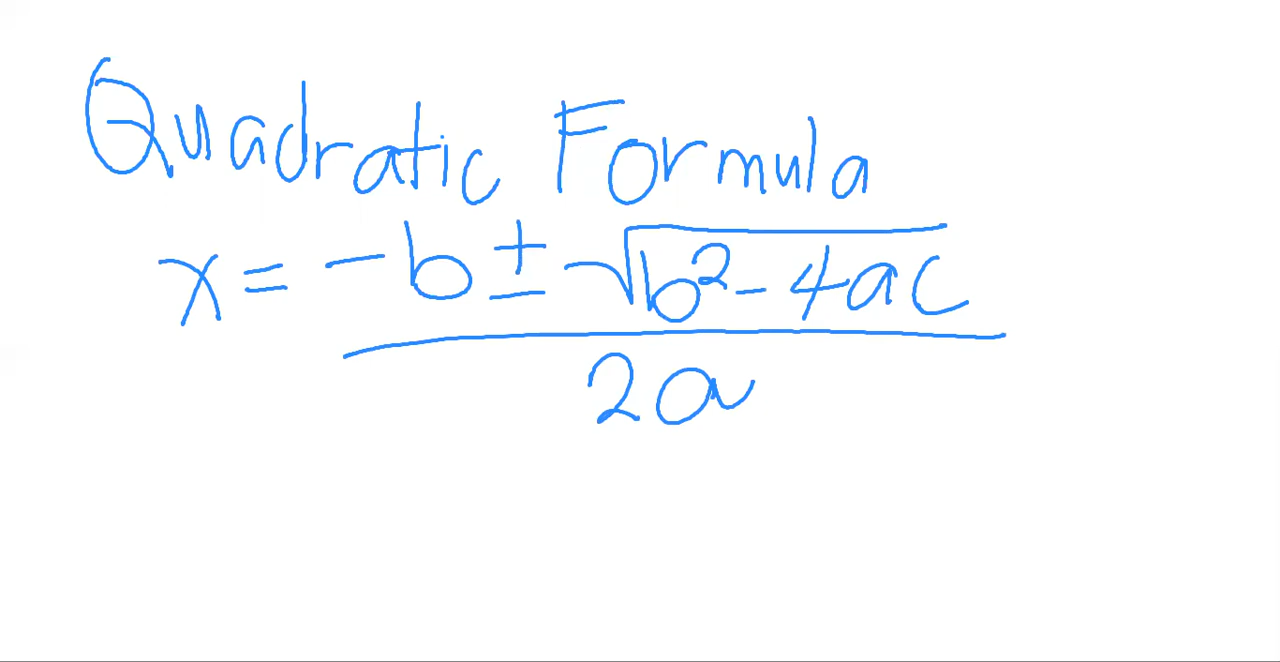 Quadratic Formula
x = -b ± √b² - 4ac
2a